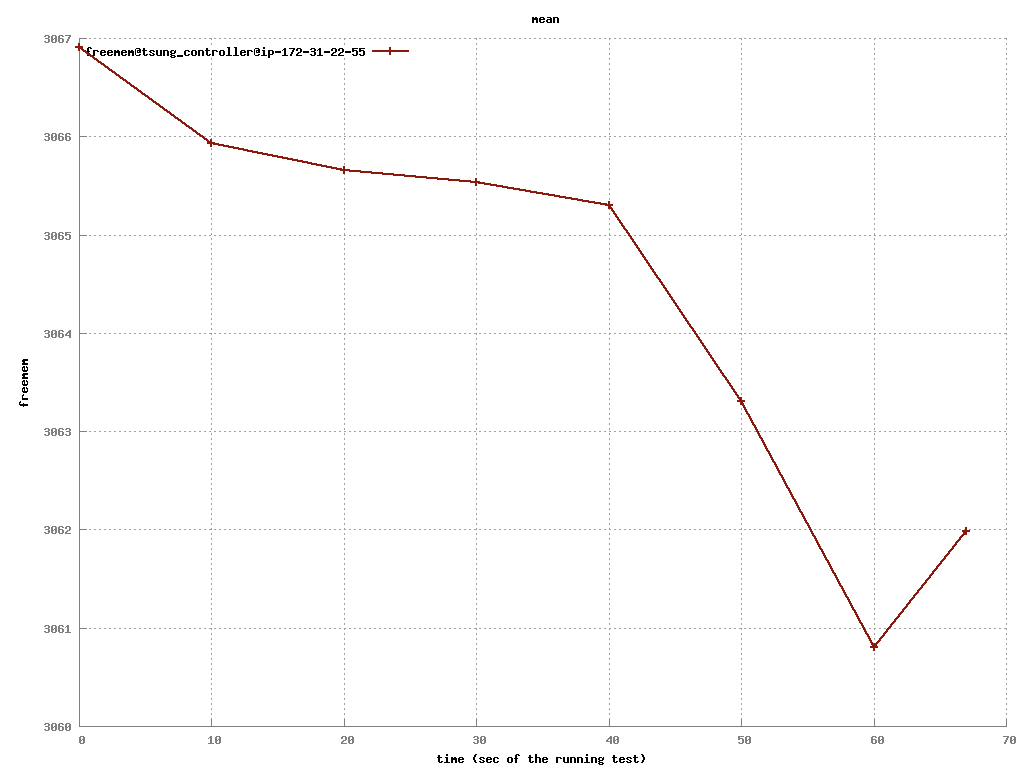 mean
3067
freemem@tsung_controller@ip-172-31-22-55
3066
3065
3064
freemem
3063
3062
3061
3060
0 10 20 30 40 50 60 70
time (sec of the running test)